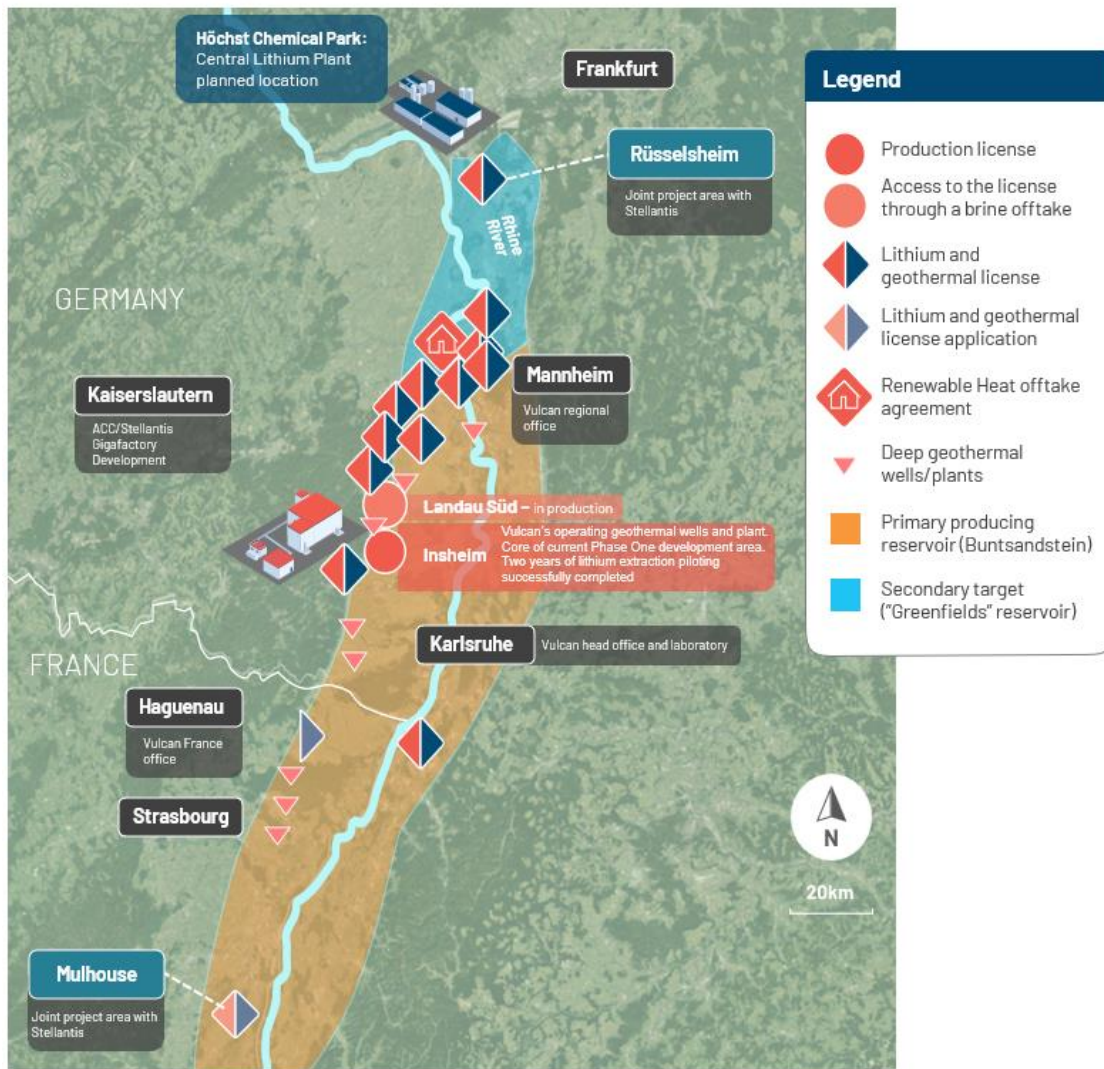 Höchst Chemical Park:
Central Lithium Plant
planned location
Frankfurt
Rüsselsheim
Joint project area with
Stellantis
Rhine
River
GERMANY
Kaiserslautern
ACC/Stellantis
Gigafactory
Development
Mannheim
Vulcan regional
office
Landau Süd – in production
Insheim
Vulcan's operating geothermal wells and plant.
Core of current Phase One development area.
Two years of lithium extraction piloting
successfully completed
Karlsruhe
Vulcan head office and laboratory
FRANCE
Haguenau
Vulcan France
office
Strasbourg
Mulhouse
Joint project area with
Stellantis
N
20km
Legend
Production license
Access to the license
through a brine offtake
Lithium and
geothermal license
Lithium and geothermal
license application
Renewable Heat offtake
agreement
Deep geothermal
wells/plants
Primary producing
reservoir (Buntsandstein)
Secondary target
("Greenfields" reservoir)